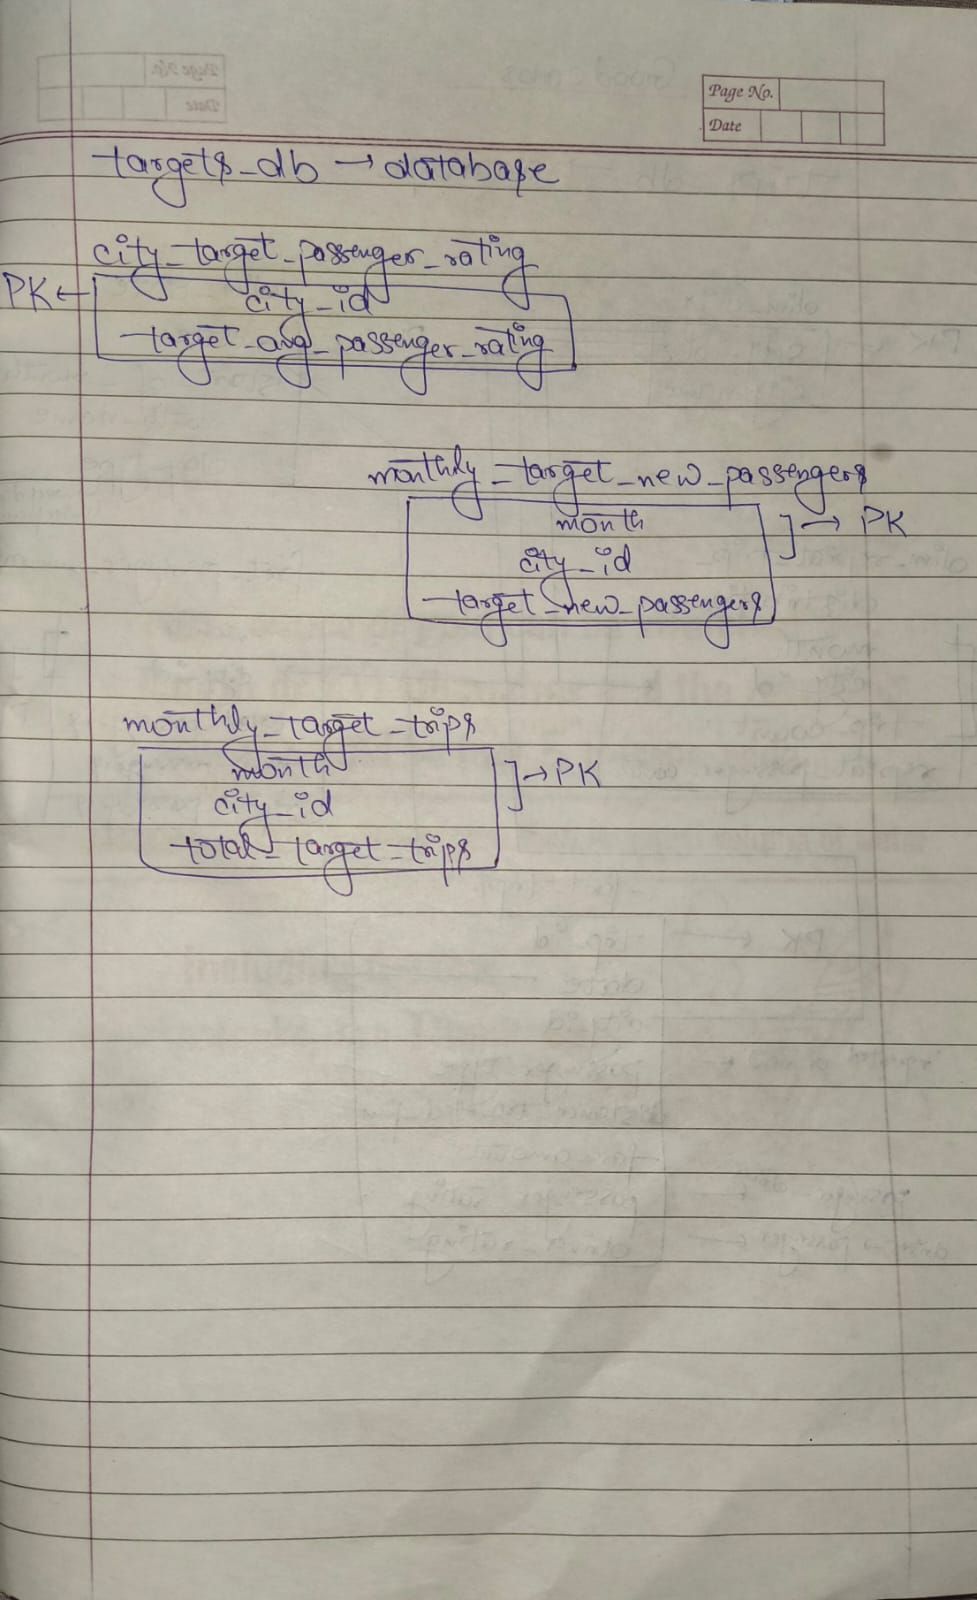 Page No.
Date
targets_db → database
city_target_passenger_rating
PK ← city_id
target_avg_passenger_rating
monthly_target_new_passengers
month
city_id
] → PK
target_new_passengers
monthly_target_trips
month
city_id
] → PK
total_target_trips